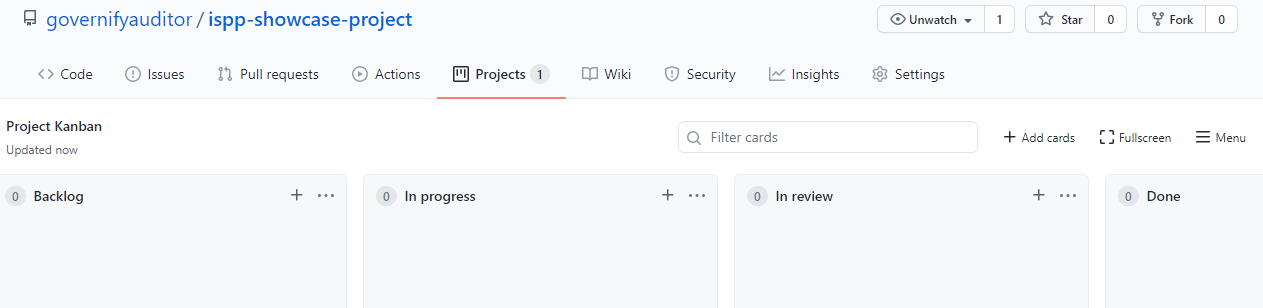 governifyauditor / ispp-showcase-project
Unwatch 1 Star 0 Fork 0
Code Issues Pull requests Actions Projects 1 Wiki Security Insights Settings
Project Kanban
Updated now
Filter cards
Add cards Fullscreen Menu
0 Backlog
0 In progress
0 In review
0 Done